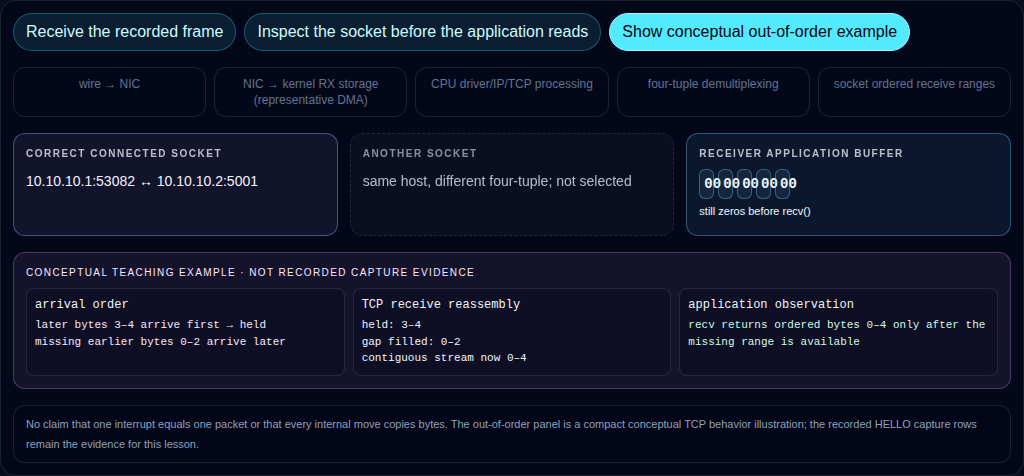 Receive the recorded frame
Inspect the socket before the application reads
Show conceptual out-of-order example
wire → NIC
NIC → kernel RX storage
(representative DMA)
CPU driver/IP/TCP processing
four-tuple demultiplexing
socket ordered receive ranges
CORRECT CONNECTED SOCKET
10.10.10.1:53082 ↔ 10.10.10.2:5001
ANOTHER SOCKET
same host, different four-tuple; not selected
RECEIVER APPLICATION BUFFER
00 00 00 00 00
still zeros before recv()
CONCEPTUAL TEACHING EXAMPLE · NOT RECORDED CAPTURE EVIDENCE
arrival order
later bytes 3–4 arrive first → held
missing earlier bytes 0–2 arrive later
TCP receive reassembly
held: 3–4
gap filled: 0–2
contiguous stream now 0–4
application observation
recv returns ordered bytes 0–4 only after the
missing range is available
No claim that one interrupt equals one packet or that every internal move copies bytes. The out-of-order panel is a compact conceptual TCP behavior illustration; the recorded HELLO capture rows
remain the evidence for this lesson.